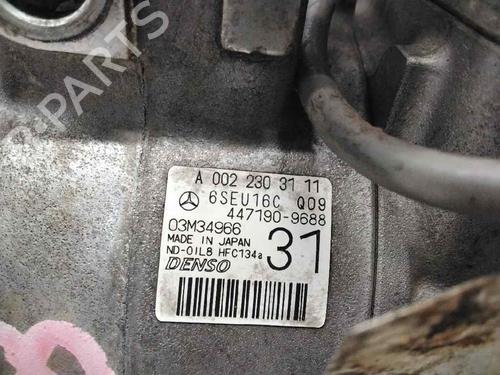 B-PARTS
A 002 230 31 11
6SEU16C Q09
447190-9688
03M34966
MADE IN JAPAN
ND-OIL8 HFC134a
31
DENSO